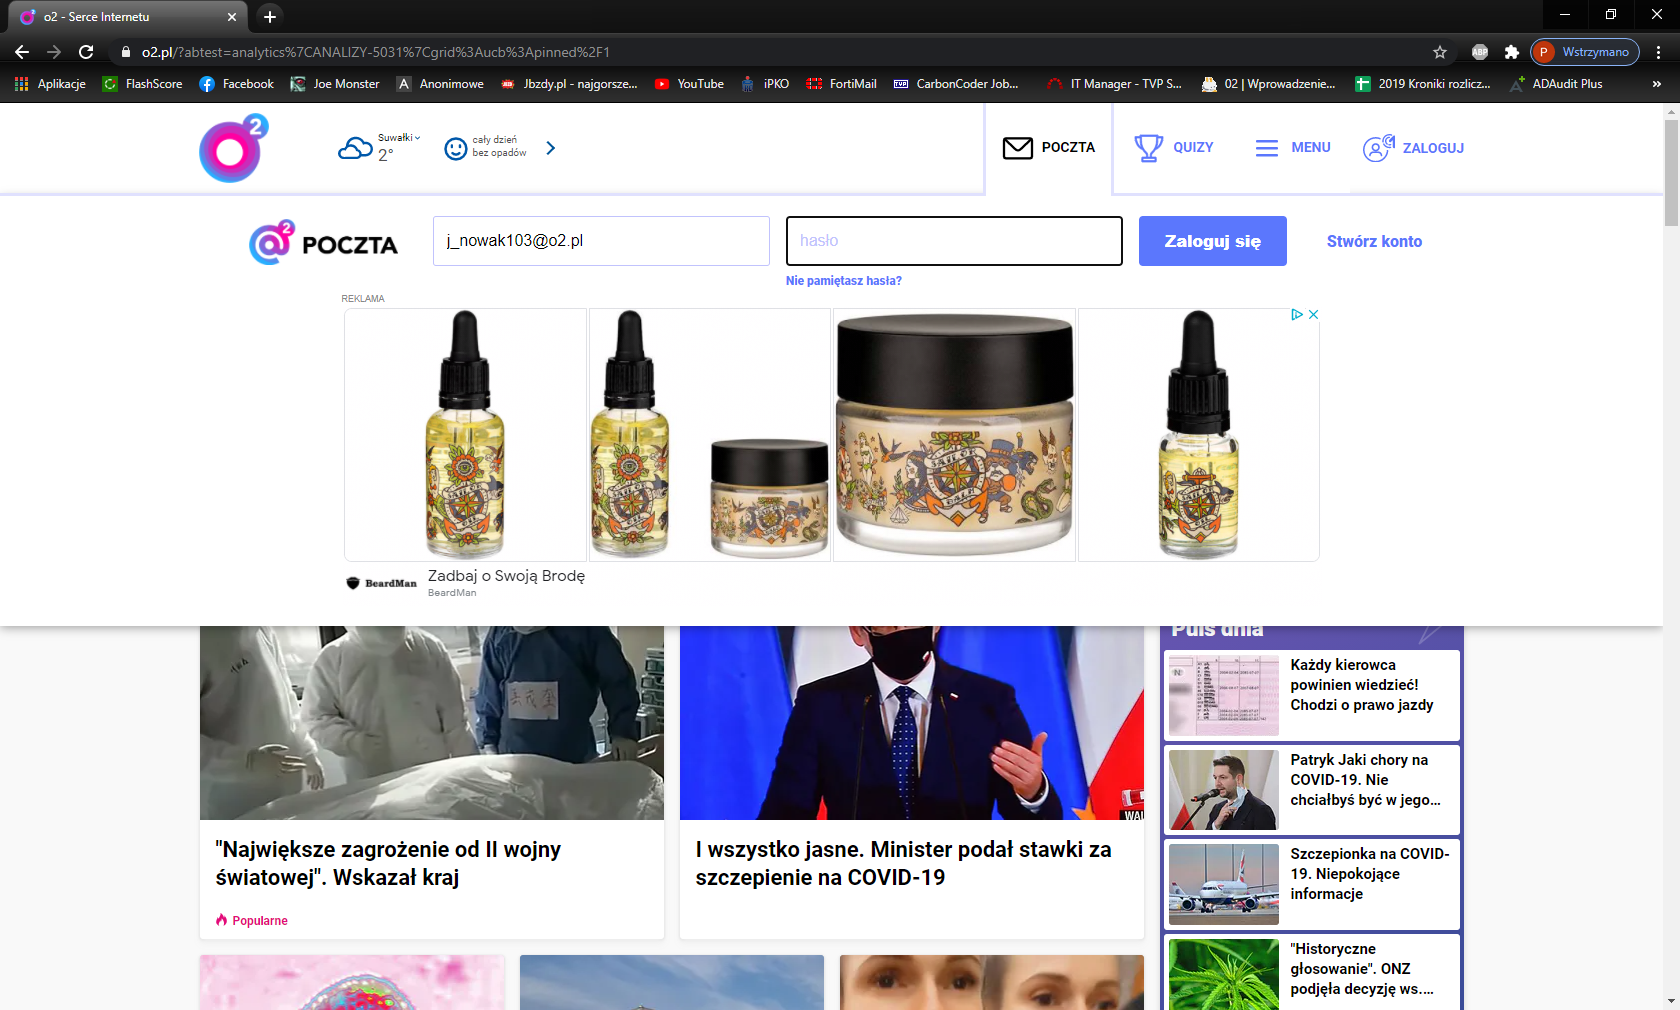 o2 - Serce Internetu
o2.pl/?abtest=analytics%7CANALIZY-5031%7Cgrid%3Aucb%3Apinned%2F1
ABP
P
Wstrzymano
Aplikacje
FlashScore
Facebook
Joe Monster
A Anonimowe
Jbzdy.pl - najgorsze...
YouTube
iPKO
FortiMail
CarbonCoder Job...
IT Manager - TVP S...
02 | Wprowadzenie...
2019 Kroniki rozlicz...
ADAudit Plus
»
2
Suwałki
2°
cały dzień
bez opadów
POCZTA
QUIZY
MENU
ZALOGUJ
@2 POCZTA
j_nowak103@o2.pl
hasło
Zaloguj się
Stwórz konto
Nie pamiętasz hasła?
REKLAMA
SAILOR
BALM
BeardMan
Zadbaj o Swoją Brodę
BeardMan
Puls dnia
"Największe zagrożenie od II wojny
światowej". Wskazał kraj
Popularne
I wszystko jasne. Minister podał stawki za
szczepienie na COVID-19
Każdy kierowca
powinien wiedzieć!
Chodzi o prawo jazdy
Patryk Jaki chory na
COVID-19. Nie
chciałbyś być w jego...
Szczepionka na COVID-
19. Niepokojące
informacje
"Historyczne
głosowanie". ONZ
podjęła decyzję ws....